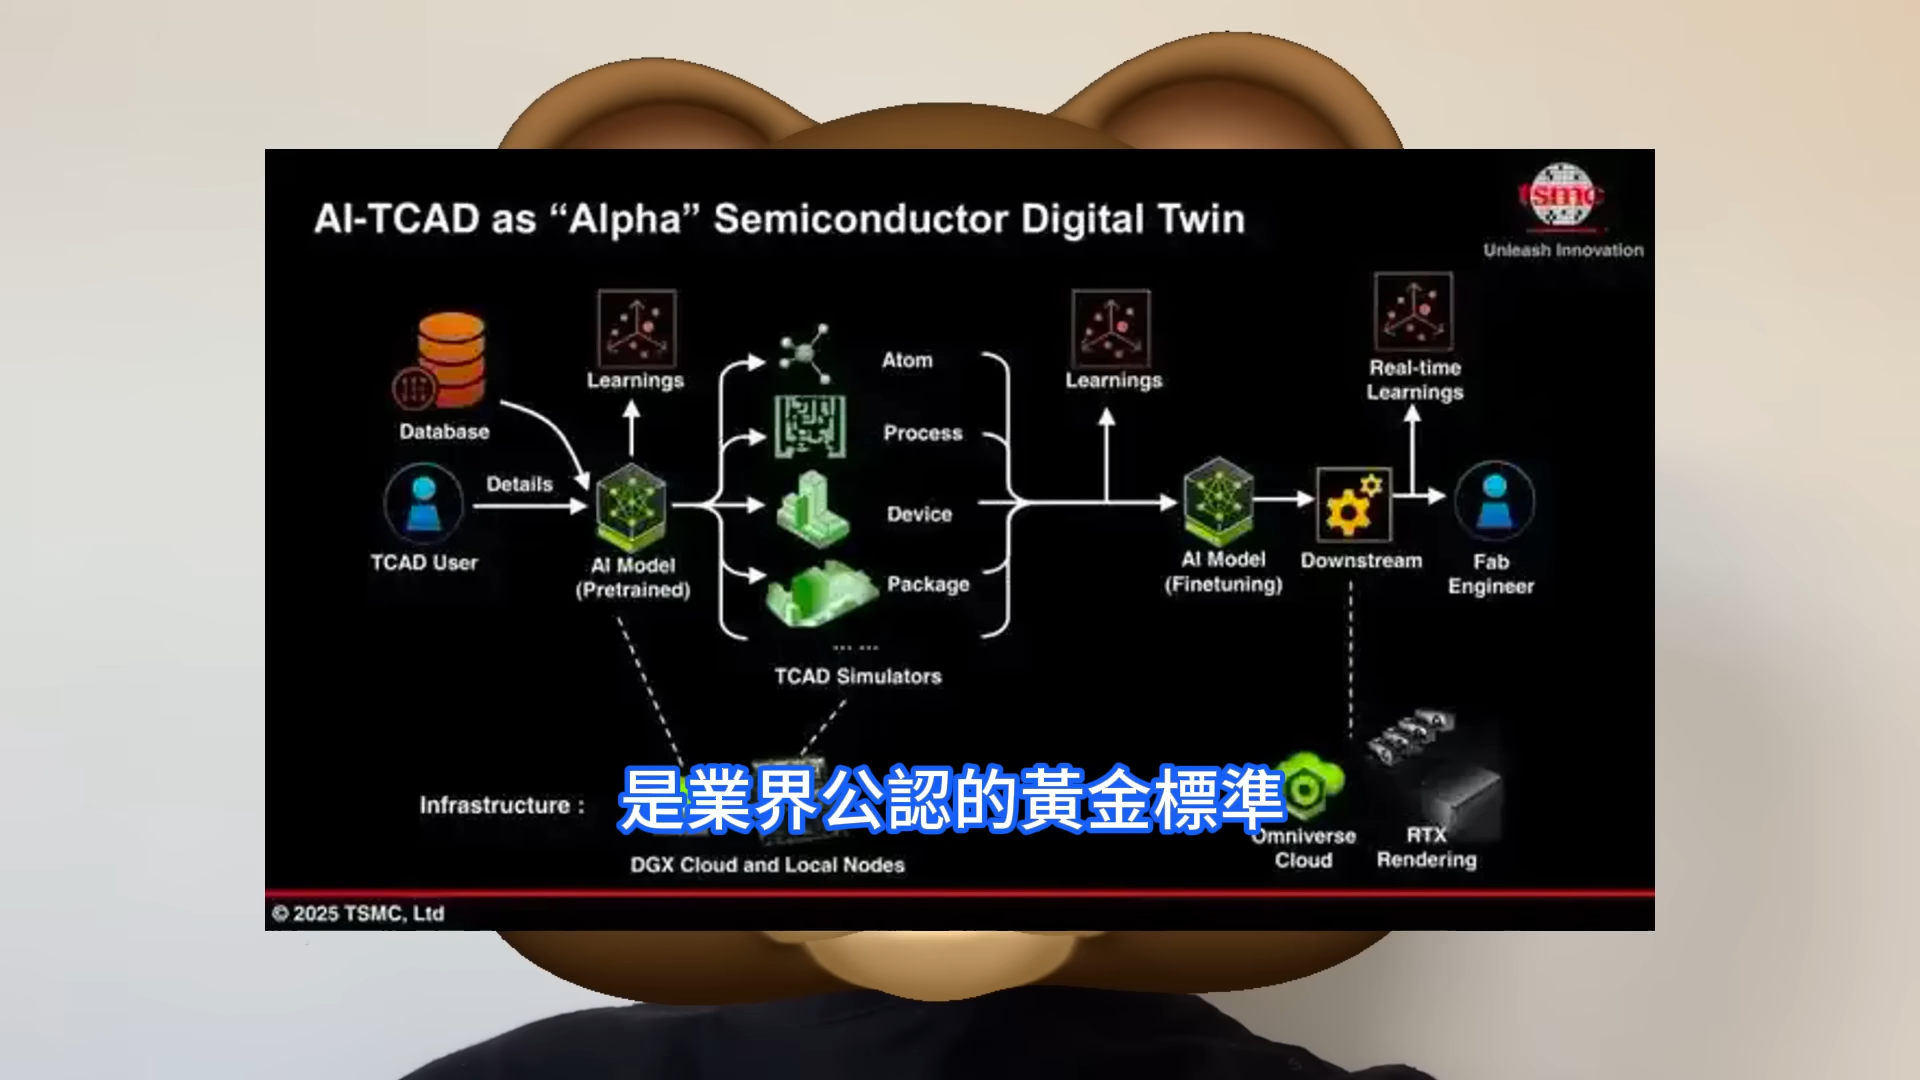 AI-TCAD as “Alpha” Semiconductor Digital Twin
tsmc
Unleash Innovation
Database
Details
TCAD User
Learnings
AI Model
(Pretrained)
Atom
Process
Device
Package
... ...
TCAD Simulators
Learnings
AI Model
(Finetuning)
Downstream
Real-time
Learnings
Fab
Engineer
Infrastructure :
是業界公認的黃金標準
DGX Cloud and Local Nodes
Omniverse
Cloud
RTX
Rendering
© 2025 TSMC, Ltd